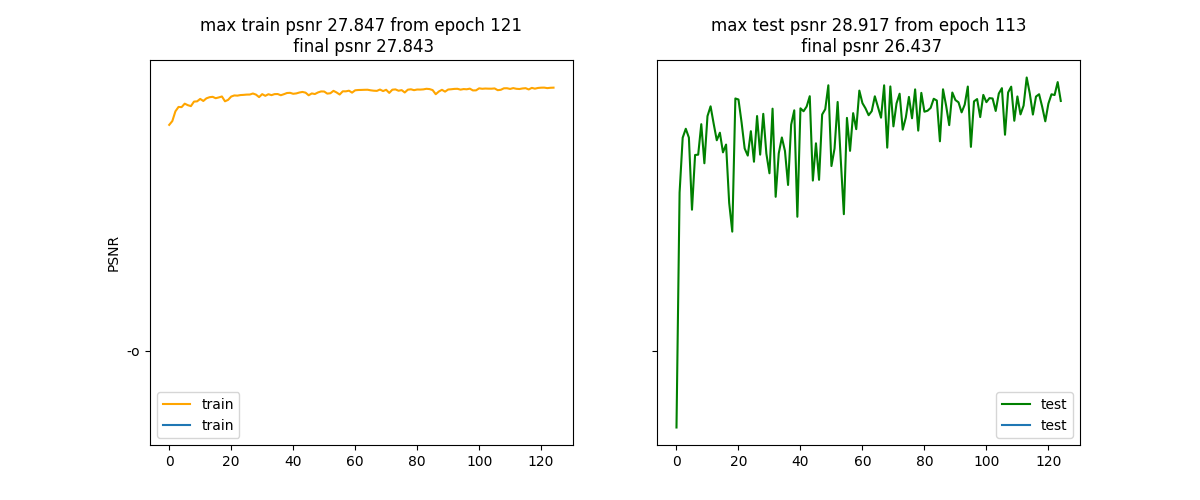 max train psnr 27.847 from epoch 121
final psnr 27.843
PSNR
-o
train
train
0 20 40 60 80 100 120
max test psnr 28.917 from epoch 113
final psnr 26.437
test
test
0 20 40 60 80 100 120